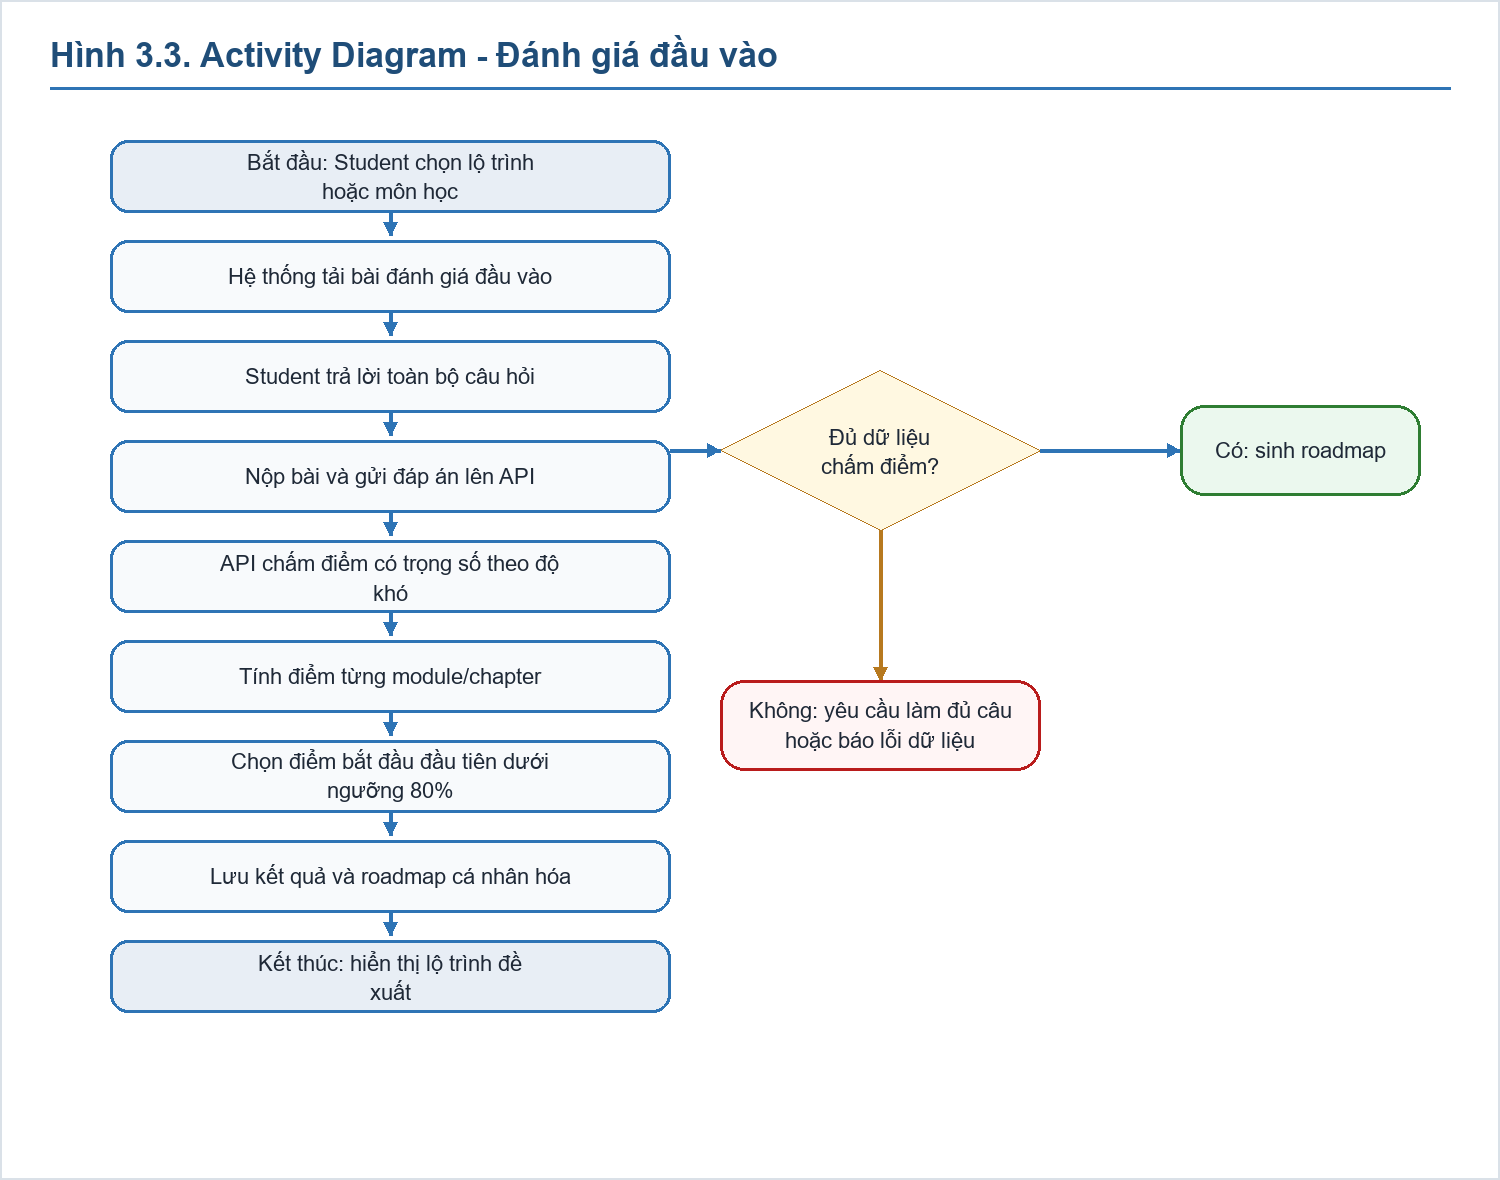 Hình 3.3. Activity Diagram - Đánh giá đầu vào
Bắt đầu: Student chọn lộ trình
hoặc môn học
Hệ thống tải bài đánh giá đầu vào
Student trả lời toàn bộ câu hỏi
Nộp bài và gửi đáp án lên API
API chấm điểm có trọng số theo độ
khó
Tính điểm từng module/chapter
Chọn điểm bắt đầu đầu tiên dưới
ngưỡng 80%
Lưu kết quả và roadmap cá nhân hóa
Kết thúc: hiển thị lộ trình đề
xuất
Đủ dữ liệu
chấm điểm?
Có: sinh roadmap
Không: yêu cầu làm đủ câu
hoặc báo lỗi dữ liệu